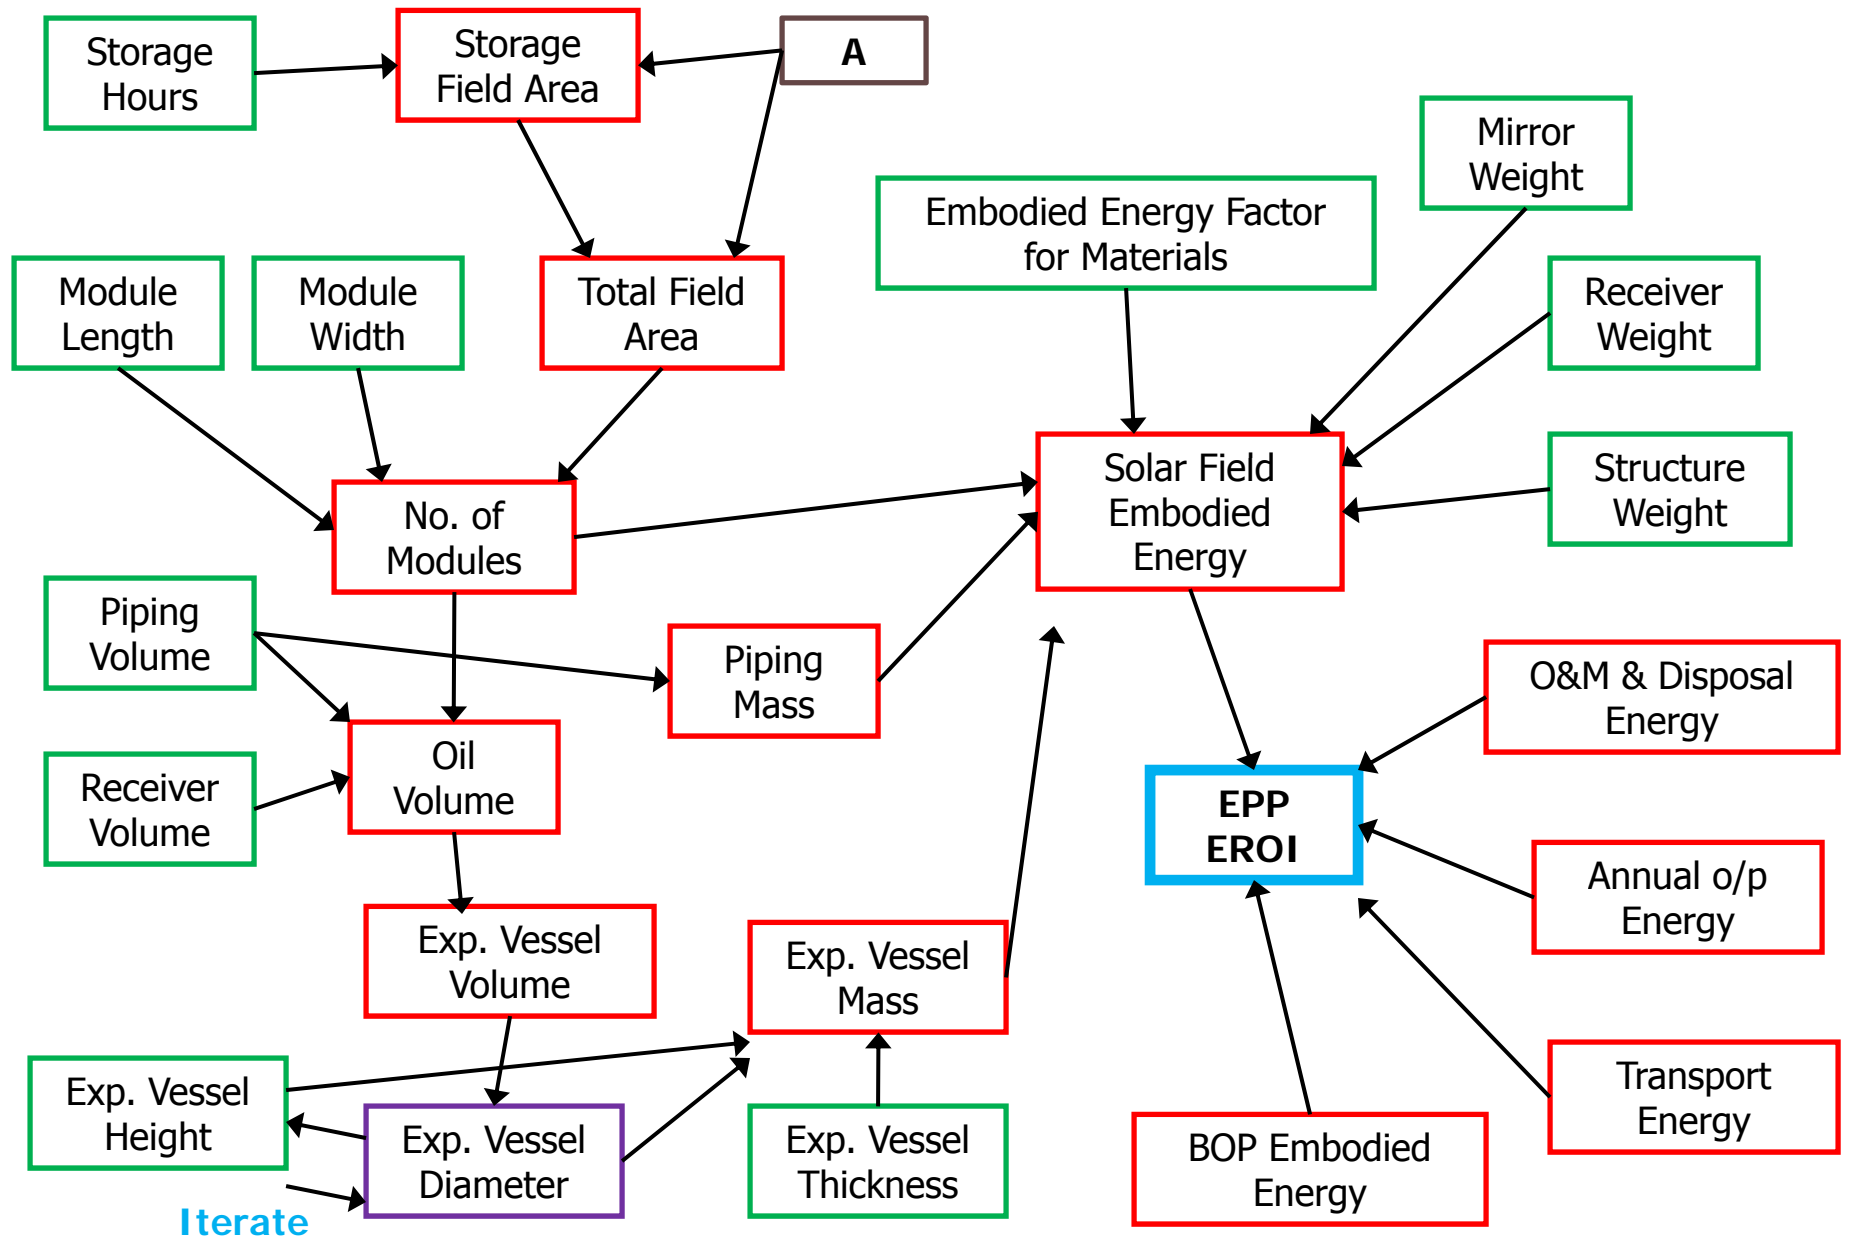 Storage
Hours
Storage
Field Area
A
Mirror
Weight
Embodied Energy Factor
for Materials
Module
Length
Module
Width
Total Field
Area
Receiver
Weight
No. of
Modules
Solar Field
Embodied
Energy
Structure
Weight
Piping
Volume
Piping
Mass
O&M & Disposal
Energy
Oil
Volume
Receiver
Volume
EPP
EROI
Annual o/p
Energy
Exp. Vessel
Volume
Exp. Vessel
Mass
Exp. Vessel
Height
Exp. Vessel
Diameter
Exp. Vessel
Thickness
BOP Embodied
Energy
Transport
Energy
Iterate